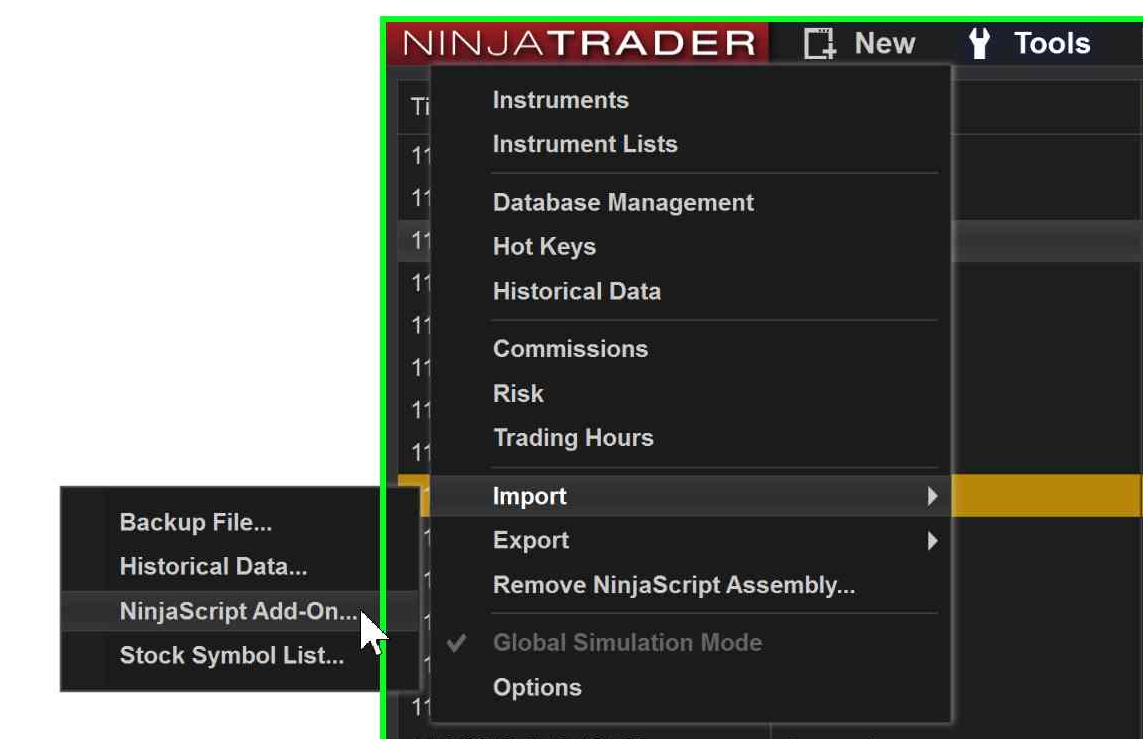 NINJATRADER New Tools
Ti
Instruments
11
Instrument Lists
11
Database Management
11
Hot Keys
11
Historical Data
11
Commissions
11
Risk
11
Trading Hours
11
Import
Export
Remove NinjaScript Assembly...
Global Simulation Mode
Options
11
Backup File...
Historical Data...
NinjaScript Add-On...
Stock Symbol List...